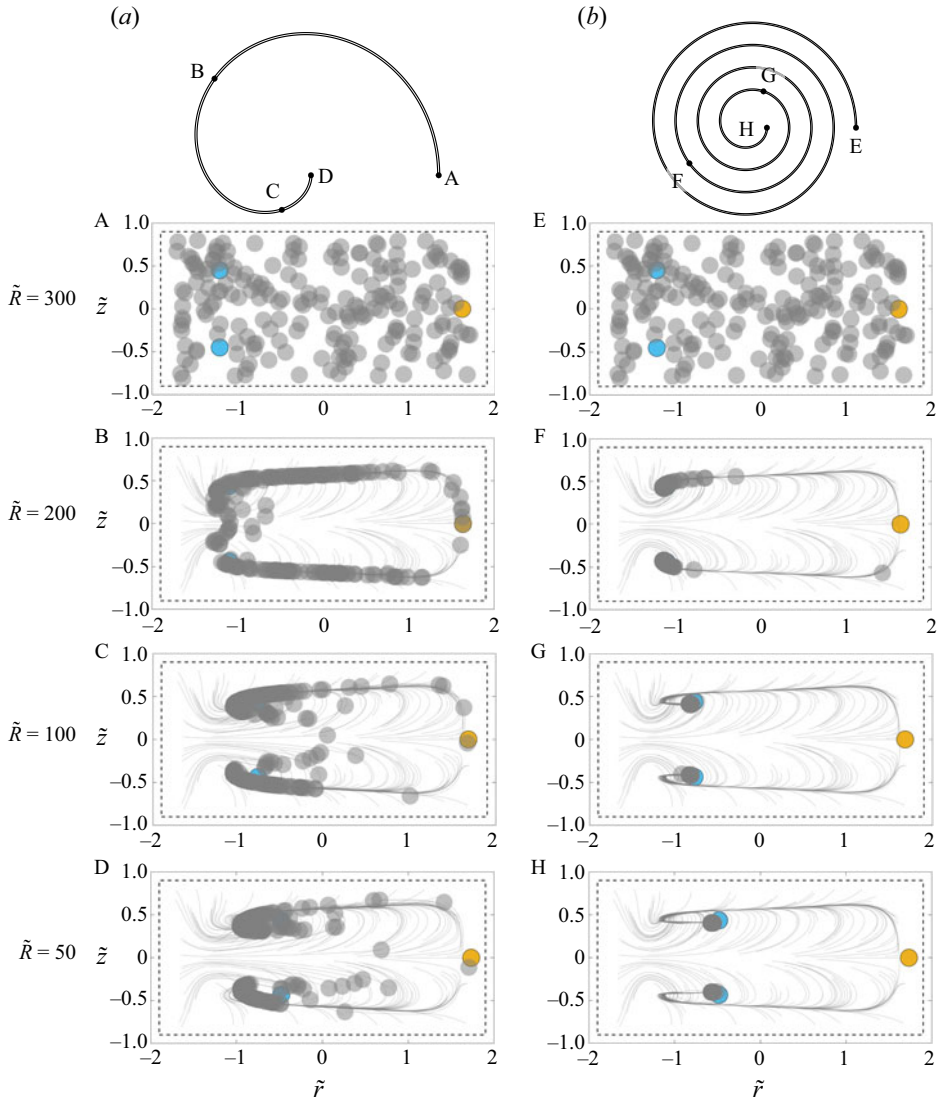 (a) (b)
B G
H
D A E
C F
A 1.0 E 1.0
0.5 0.5
R̃ = 300 z̃ 0 0
–0.5 –0.5
–1.0 –1.0
–2 –1 0 1 2 –2 –1 0 1 2
B 1.0 F 1.0
0.5 0.5
R̃ = 200 z̃ 0 0
–0.5 –0.5
–1.0 –1.0
–2 –1 0 1 2 –2 –1 0 1 2
C 1.0 G 1.0
0.5 0.5
R̃ = 100 z̃ 0 0
–0.5 –0.5
–1.0 –1.0
–2 –1 0 1 2 –2 –1 0 1 2
D 1.0 H 1.0
0.5 0.5
R̃ = 50 z̃ 0 0
–0.5 –0.5
–1.0 –1.0
–2 –1 0 1 2 –2 –1 0 1 2
r̃ r̃